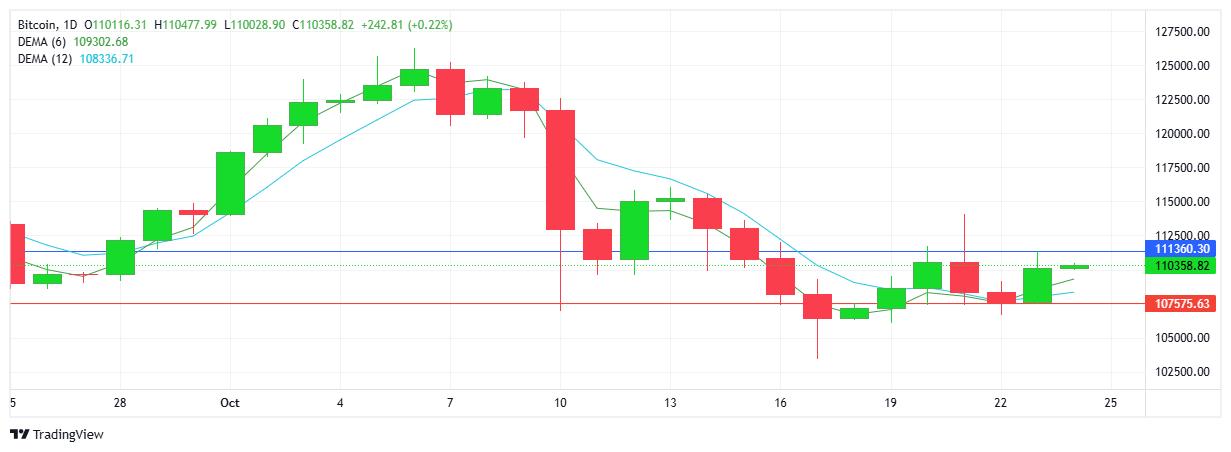 Bitcoin, 1D O110116.31 H110477.99 L110028.90 C110358.82 +242.81 (+0.22%)
DEMA (6) 109302.68
DEMA (12) 108336.71
127500.00
125000.00
122500.00
120000.00
117500.00
115000.00
112500.00
111360.30
110358.82
107575.63
105000.00
102500.00
5 28 Oct 4 7 10 13 16 19 22 25
TradingView